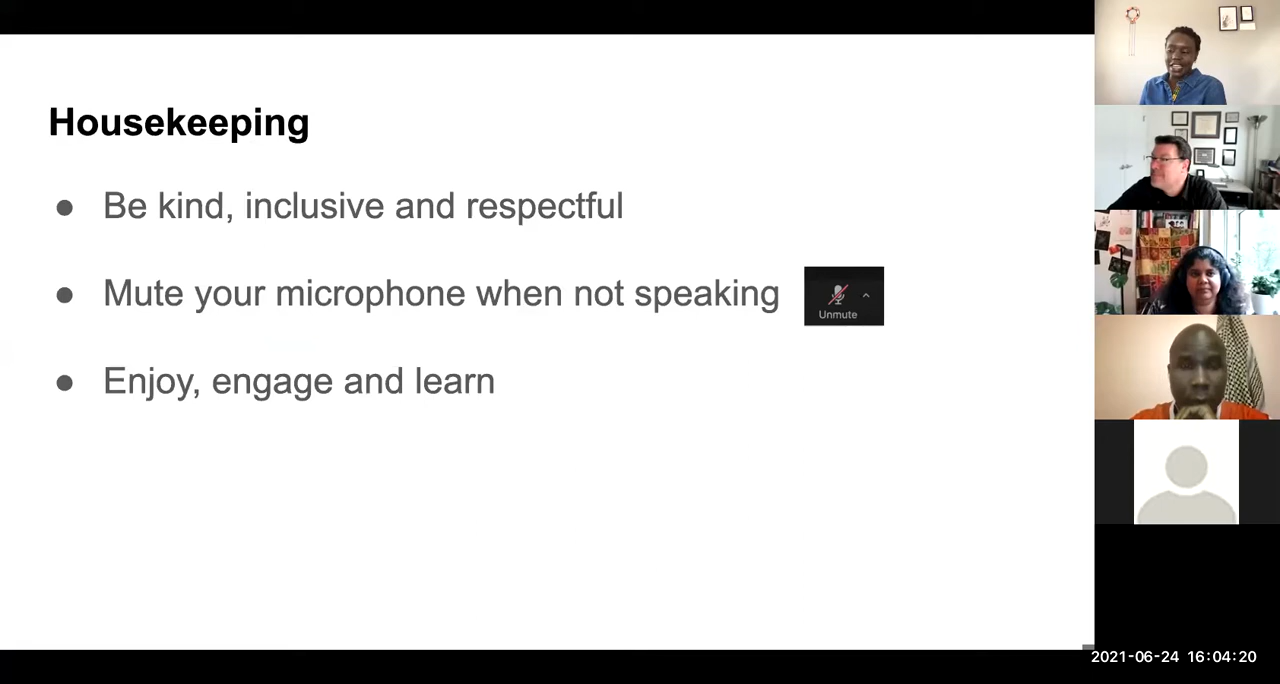 Housekeeping
● Be kind, inclusive and respectful
● Mute your microphone when not speaking
Unmute
● Enjoy, engage and learn
2021-06-24 16:04:20